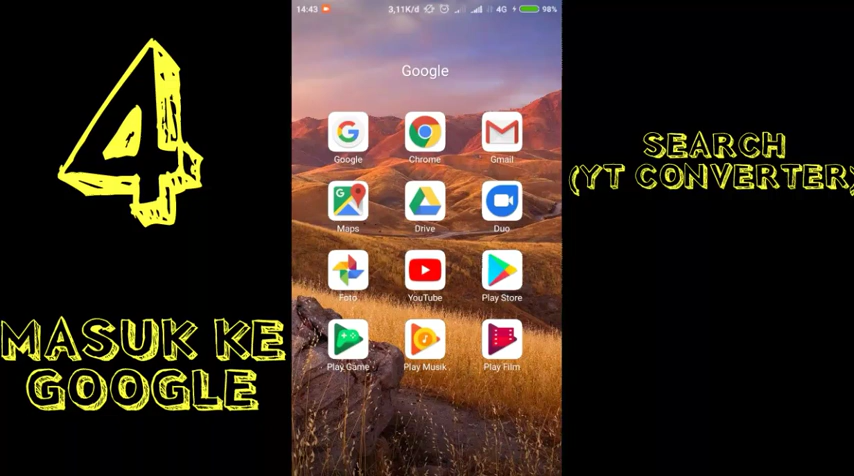 4
MASUK KE
GOOGLE
14:43
3,11K/d
4G
98%
Google
Google
Chrome
Gmail
Maps
Drive
Duo
Foto
YouTube
Play Store
Play Game
Play Musik
Play Film
SEARCH
(YT CONVERTER)